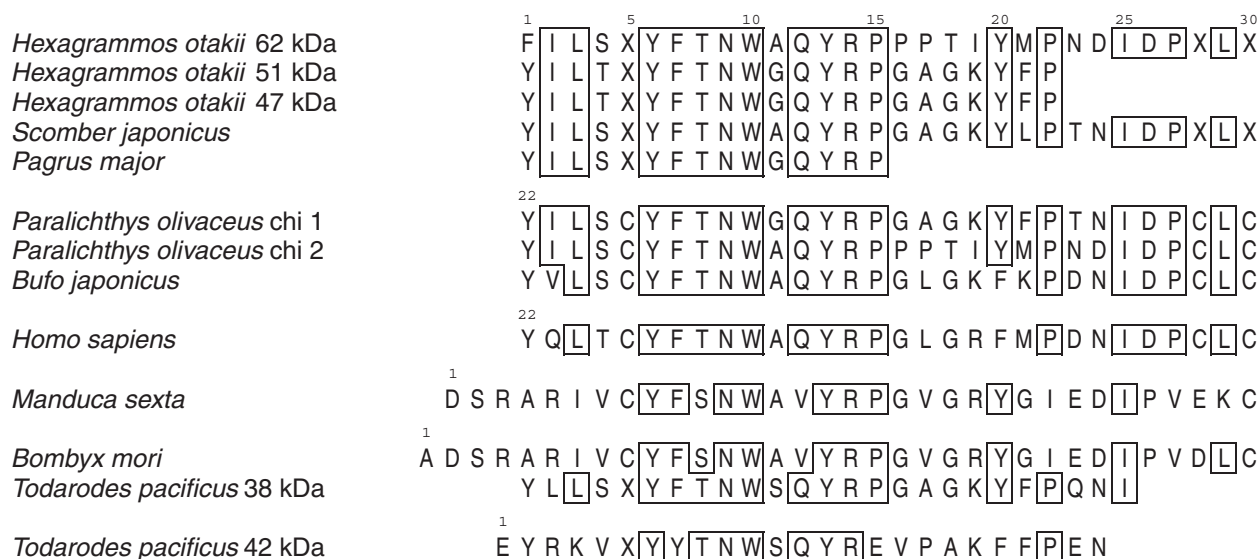 1 5 10 15 20 25 30
Hexagrammos otakii 62 kDa F I L S X Y F T N W A Q Y R P P P T I Y M P N D I D P X L X
Hexagrammos otakii 51 kDa Y I L T X Y F T N W G Q Y R P G A G K Y F P
Hexagrammos otakii 47 kDa Y I L T X Y F T N W G Q Y R P G A G K Y F P
Scomber japonicus Y I L S X Y F T N W A Q Y R P G A G K Y L P T N I D P X L X
Pagrus major Y I L S X Y F T N W G Q Y R P
22
Paralichthys olivaceus chi 1 Y I L S C Y F T N W G Q Y R P G A G K Y F P T N I D P C L C
Paralichthys olivaceus chi 2 Y I L S C Y F T N W A Q Y R P P P T I Y M P N D I D P C L C
Bufo japonicus Y V L S C Y F T N W A Q Y R P G L G K F K P D N I D P C L C
22
Homo sapiens Y Q L T C Y F T N W A Q Y R P G L G R F M P D N I D P C L C
1
Manduca sexta D S R A R I V C Y F S N W A V Y R P G V G R Y G I E D I P V E K C
1
Bombyx mori A D S R A R I V C Y F S N W A V Y R P G V G R Y G I E D I P V D L C
Todarodes pacificus 38 kDa Y L L S X Y F T N W S Q Y R P G A G K Y F P Q N I
1
Todarodes pacificus 42 kDa E Y R K V X Y Y T N W S Q Y R E V P A K F F P E N